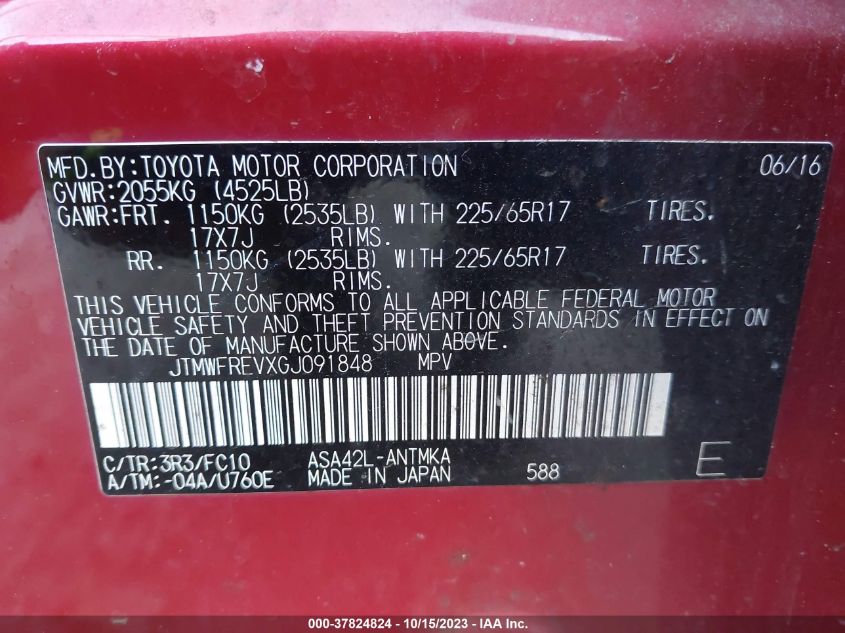 MFD.BY:TOYOTA MOTOR CORPORATION 06/16
GVWR:2055KG (4525LB)
GAWR:FRT. 1150KG (2535LB) WITH 225/65R17 TIRES.
17X7J RIMS.
RR. 1150KG (2535LB) WITH 225/65R17 TIRES.
17X7J RIMS.
THIS VEHICLE CONFORMS TO ALL APPLICABLE FEDERAL MOTOR
VEHICLE SAFETY AND THEFT PREVENTION STANDARDS IN EFFECT ON
THE DATE OF MANUFACTURE SHOWN ABOVE.
JTMWFREVXGJ091848 MPV
C/TR:3R3/FC10 ASA42L-ANTMKA
A/TM:-04A/U760E MADE IN JAPAN 588 E
000-37824824 - 10/15/2023 - IAA Inc.